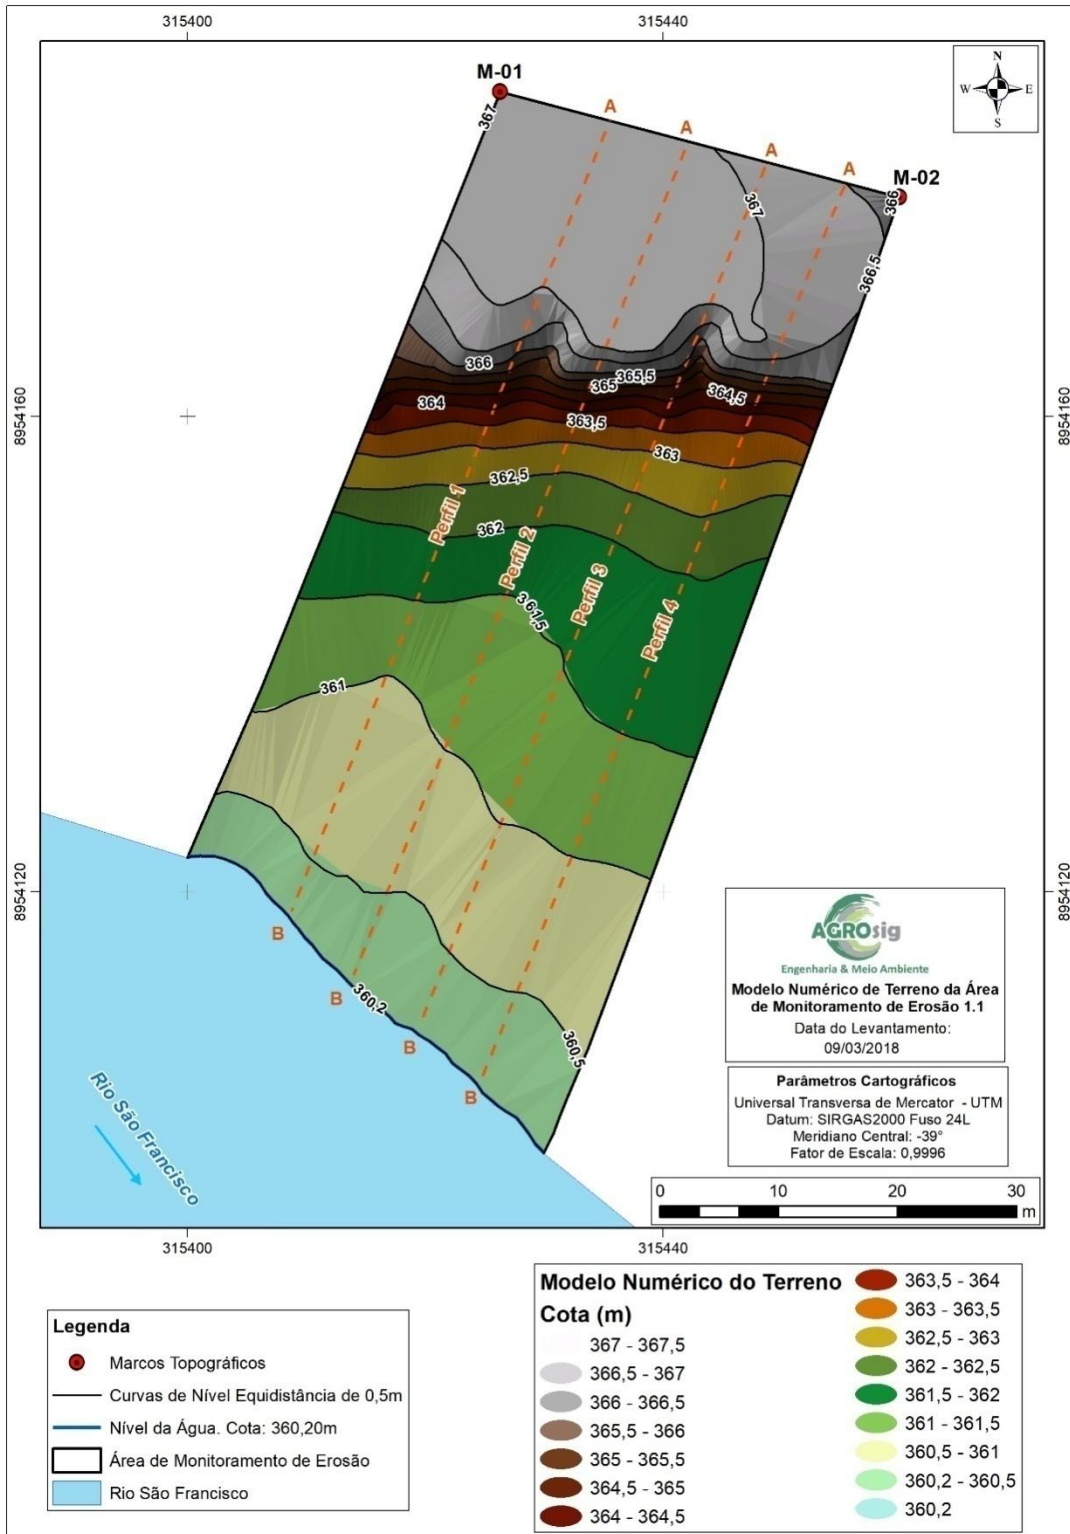 315400
315440
N
W
E
S
M-01
M-02
A
A
A
A
367
366
367
366,5
366
365,5
365
364,5
364
363,5
363
362,5
362
361,5
361
360,5
360,2
Perfil 1
Perfil 2
Perfil 3
Perfil 4
B
B
B
B
8954160
8954160
8954120
8954120
Rio São Francisco
AGROsig
Engenharia & Meio Ambiente
Modelo Numérico de Terreno da Área
de Monitoramento de Erosão 1.1
Data do Levantamento:
09/03/2018
Parâmetros Cartográficos
Universal Transversa de Mercator - UTM
Datum: SIRGAS2000 Fuso 24L
Meridiano Central: -39°
Fator de Escala: 0,9996
0 10 20 30
m
315400
315440
Legenda
Marcos Topográficos
Curvas de Nível Equidistância de 0,5m
Nível da Água. Cota: 360,20m
Área de Monitoramento de Erosão
Rio São Francisco
Modelo Numérico do Terreno
Cota (m)
367 - 367,5
366,5 - 367
366 - 366,5
365,5 - 366
365 - 365,5
364,5 - 365
364 - 364,5
363,5 - 364
363 - 363,5
362,5 - 363
362 - 362,5
361,5 - 362
361 - 361,5
360,5 - 361
360,2 - 360,5
360,2